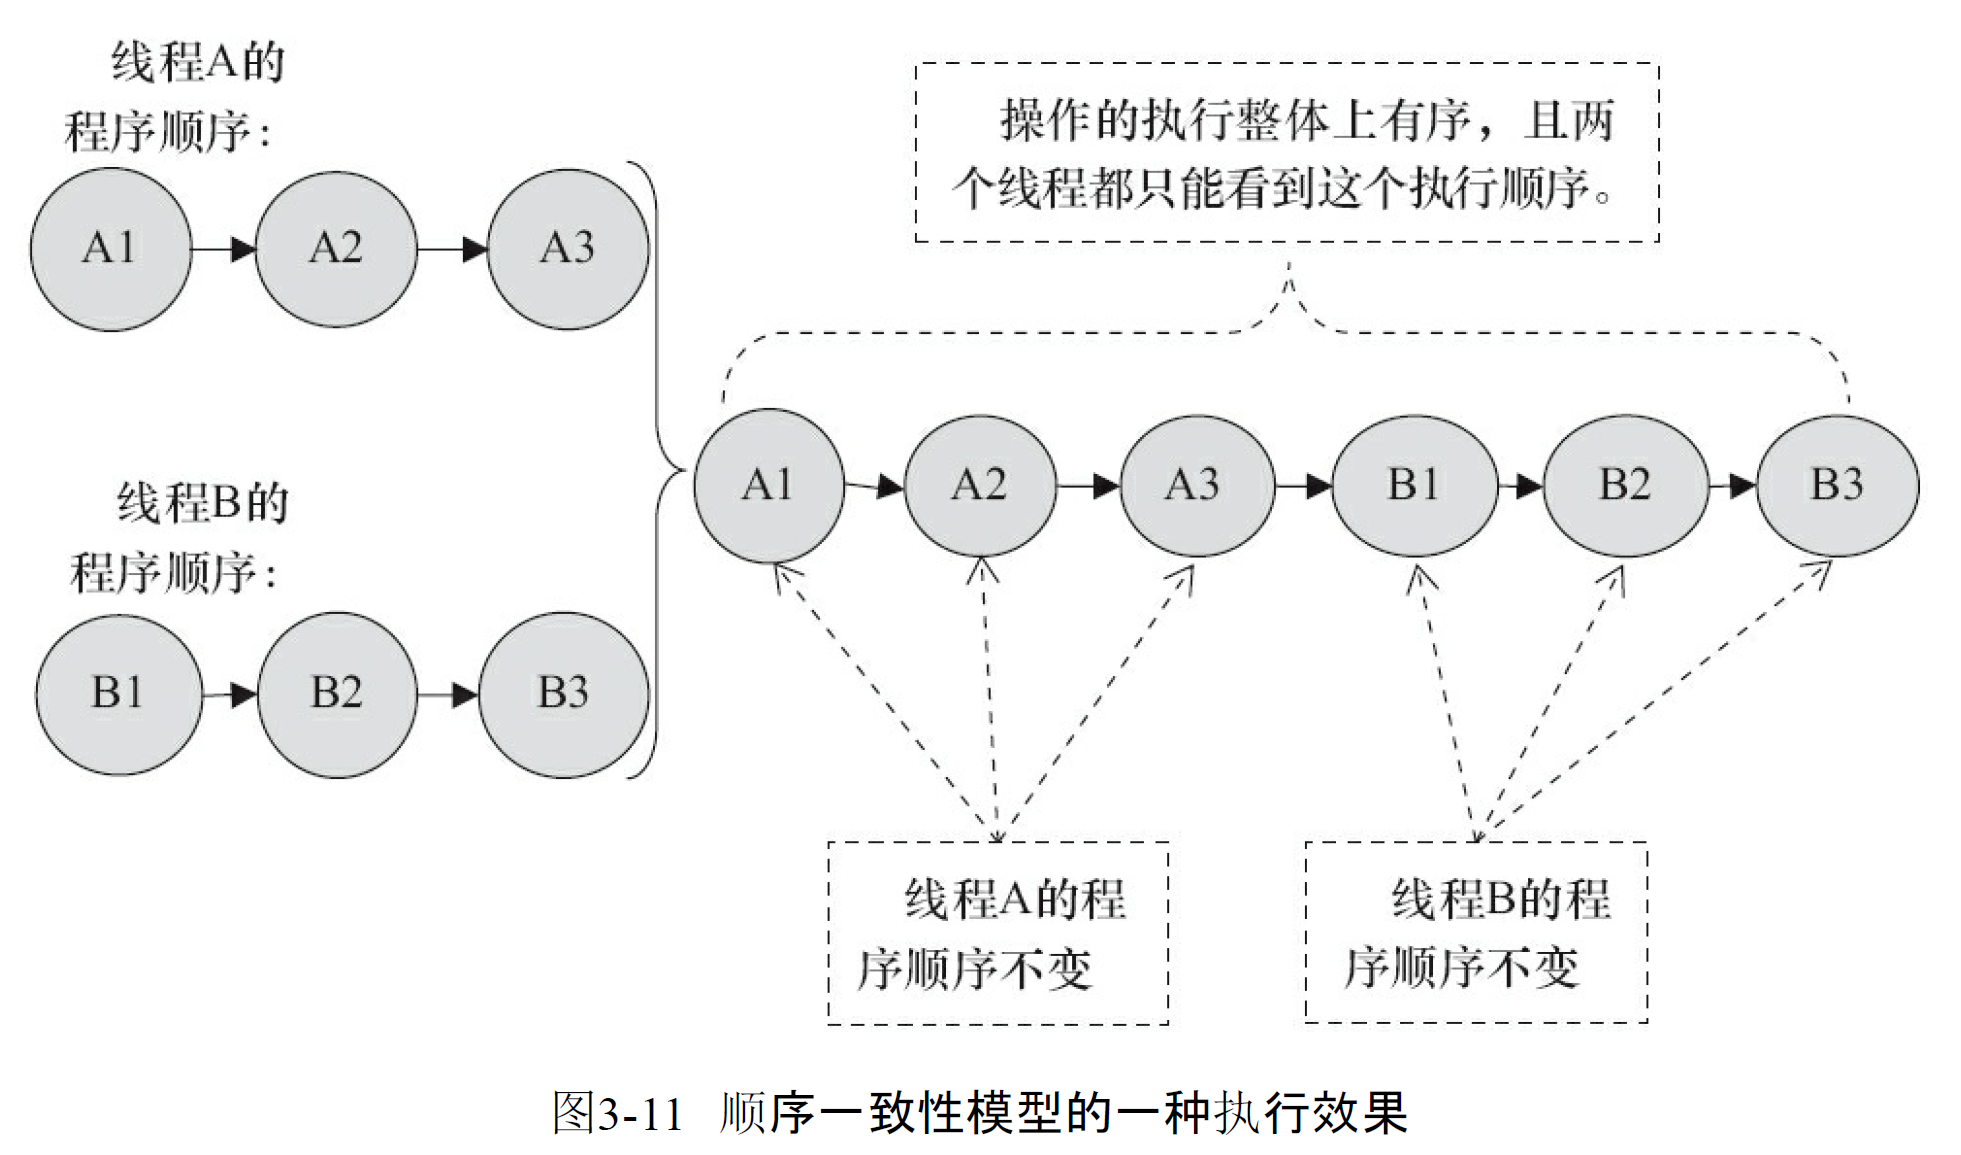 线程A的
程序顺序：
A1 A2 A3
操作的执行整体上有序，且两
个线程都只能看到这个执行顺序。
A1 A2 A3 B1 B2 B3
线程B的
程序顺序：
B1 B2 B3
线程A的程
序顺序不变
线程B的程
序顺序不变
图3-11 顺序一致性模型的一种执行效果